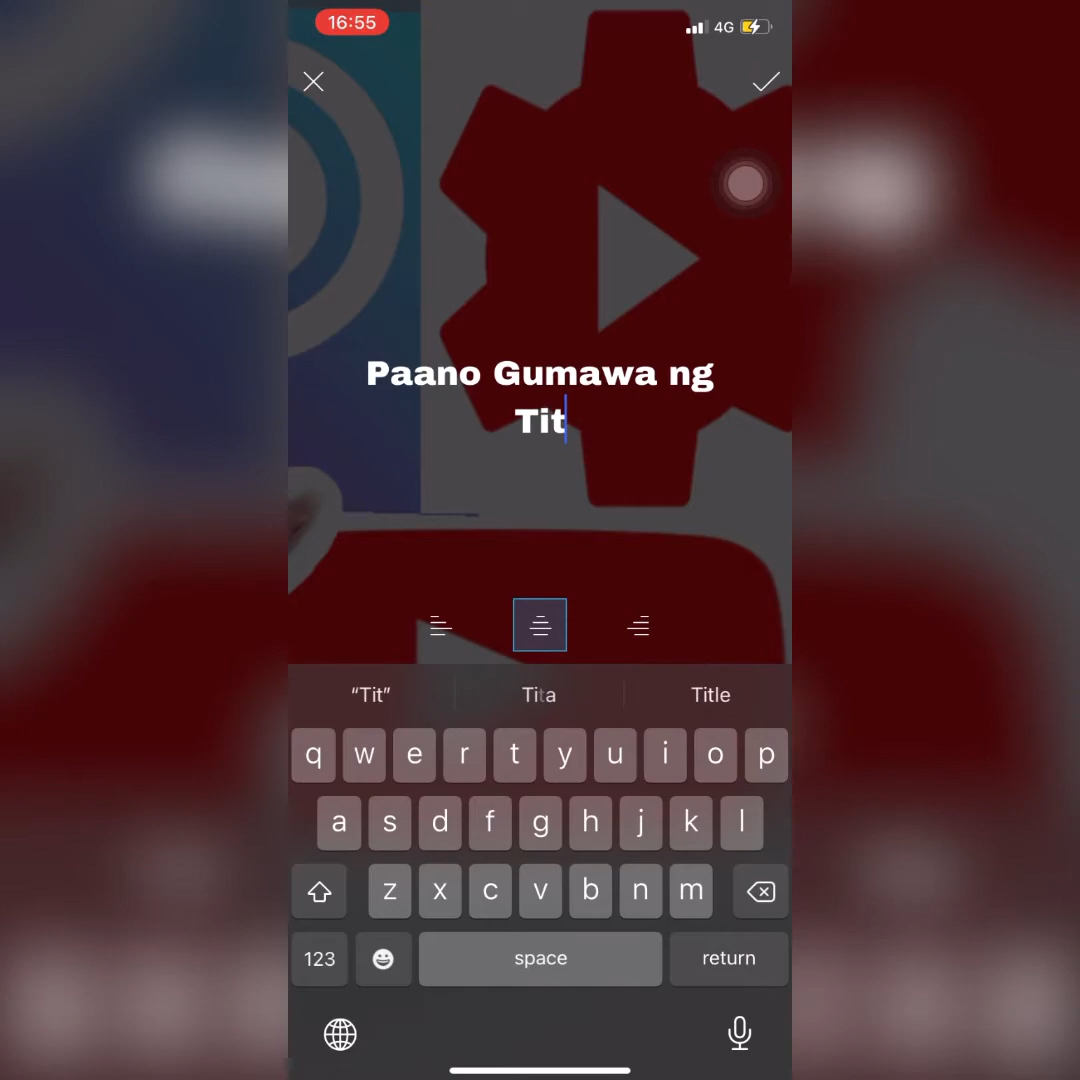 16:55
4G
Paano Gumawa ng
Tit
“Tit” Tita Title
q w e r t y u i o p
a s d f g h j k l
z x c v b n m
123 space return